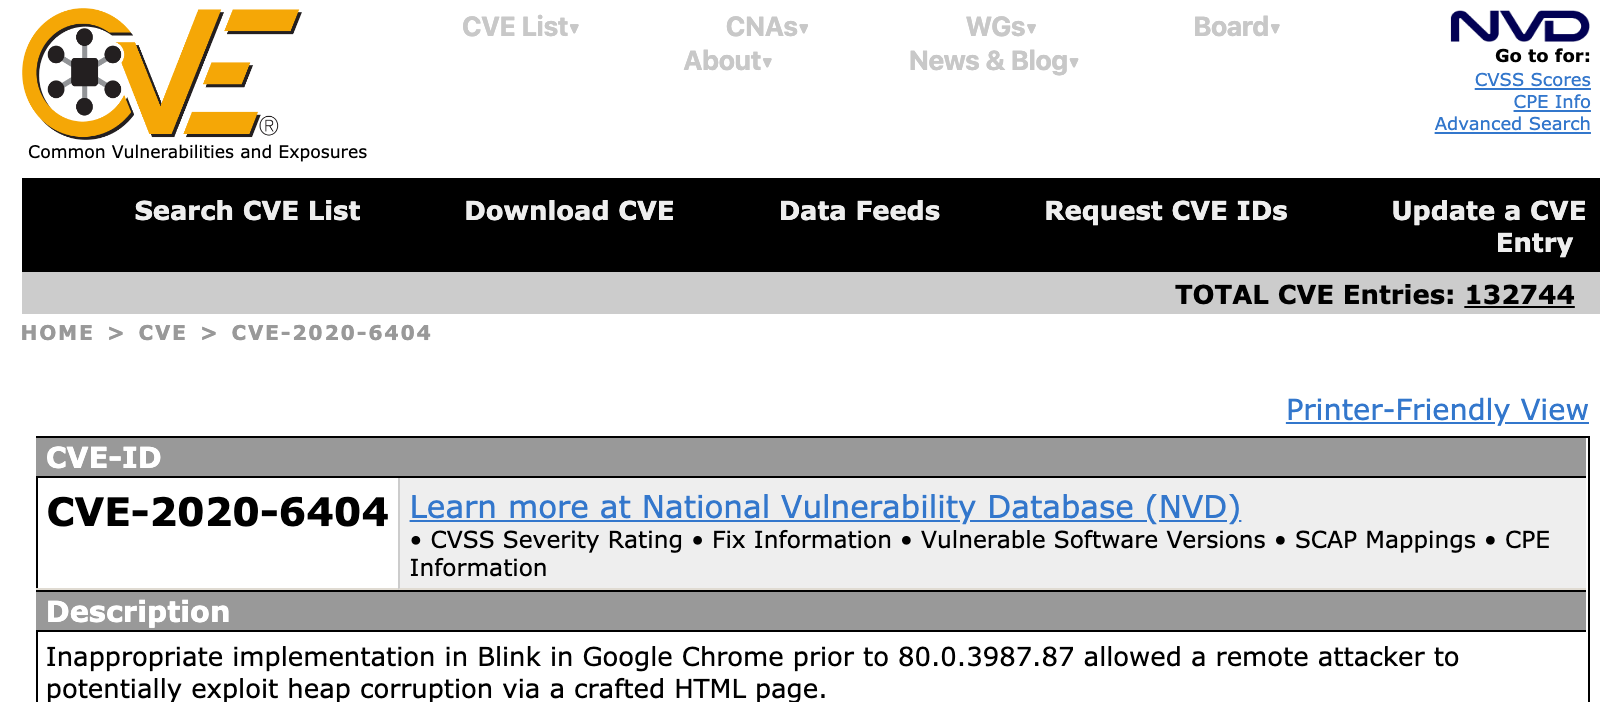 CVE®
Common Vulnerabilities and Exposures
CVE List▾ CNAs▾ WGs▾ Board▾
About▾ News & Blog▾
NVD
Go to for:
CVSS Scores
CPE Info
Advanced Search
Search CVE List Download CVE Data Feeds Request CVE IDs Update a CVE
Entry
TOTAL CVE Entries: 132744
HOME > CVE > CVE-2020-6404
Printer-Friendly View
CVE-ID
CVE-2020-6404
Learn more at National Vulnerability Database (NVD)
• CVSS Severity Rating • Fix Information • Vulnerable Software Versions • SCAP Mappings • CPE
Information
Description
Inappropriate implementation in Blink in Google Chrome prior to 80.0.3987.87 allowed a remote attacker to
potentially exploit heap corruption via a crafted HTML page.